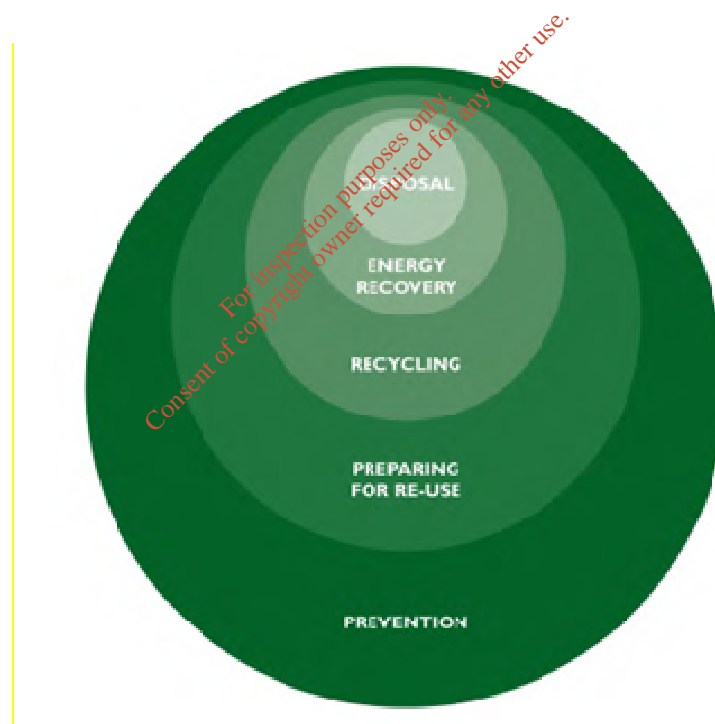 DISPOSAL
ENERGY
RECOVERY
RECYCLING
PREPARING
FOR RE-USE
PREVENTION
For inspection purposes only.
Consent of copyright owner required for any other use.